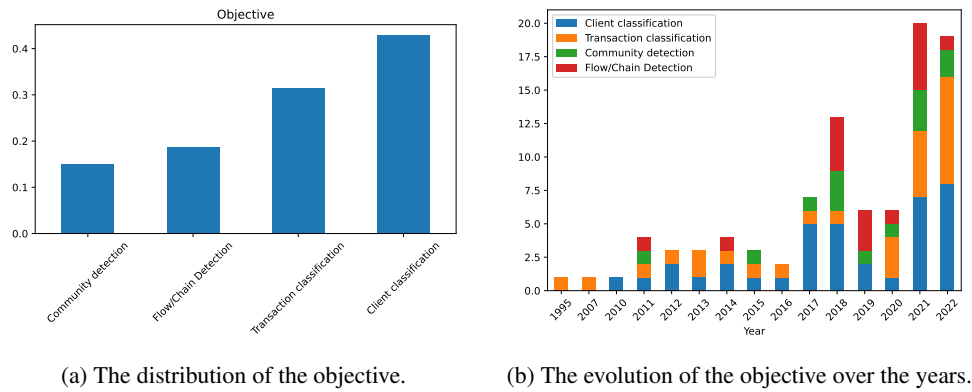 Objective
0.4
0.3
0.2
0.1
0.0
Community detection
Flow/Chain Detection
Transaction classification
Client classification
(a) The distribution of the objective.
20.0
17.5
15.0
12.5
10.0
7.5
5.0
2.5
0.0
Client classification
Transaction classification
Community detection
Flow/Chain Detection
1995
2007
2010
2011
2012
2013
2014
2015
2016
2017
2018
2019
2020
2021
2022
Year
(b) The evolution of the objective over the years.